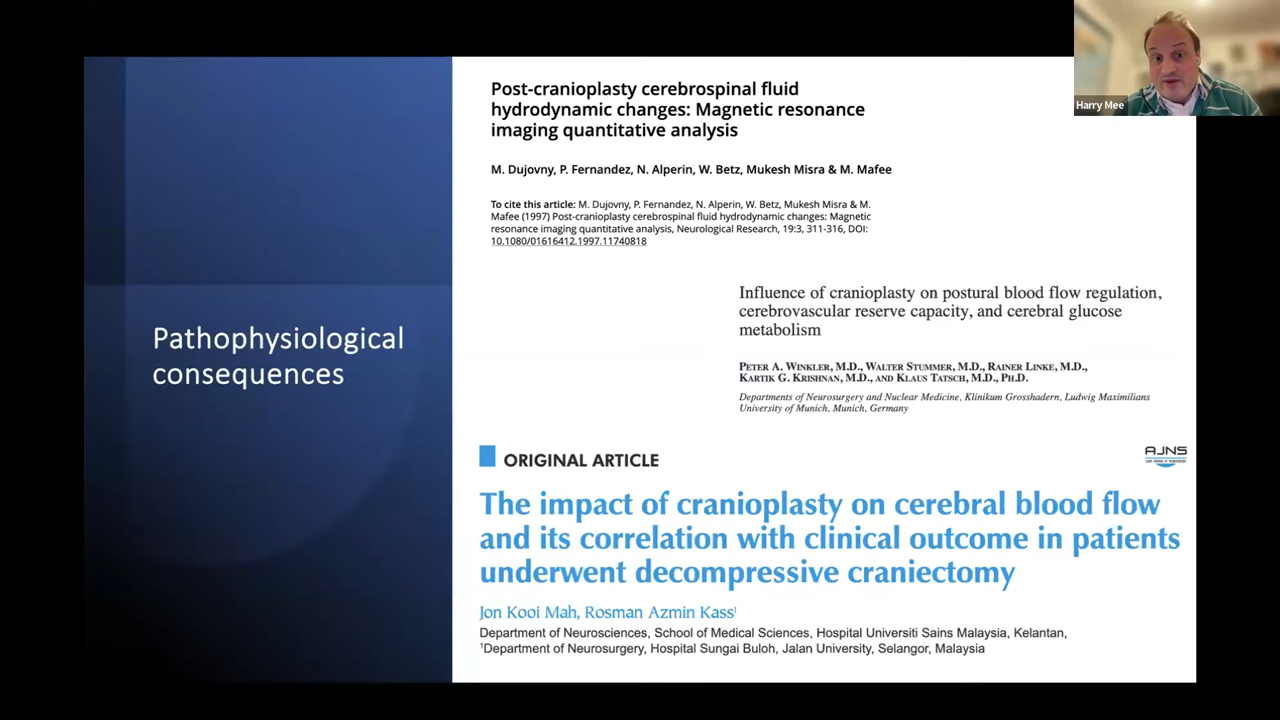 Harry Mee
Pathophysiological
consequences
Post-cranioplasty cerebrospinal fluid
hydrodynamic changes: Magnetic resonance
imaging quantitative analysis
M. Dujovny, P. Fernandez, N. Alperin, W. Betz, Mukesh Misra & M. Mafee
To cite this article: M. Dujovny, P. Fernandez, N. Alperin, W. Betz, Mukesh Misra & M.
Mafee (1997) Post-cranioplasty cerebrospinal fluid hydrodynamic changes: Magnetic
resonance imaging quantitative analysis, Neurological Research, 19:3, 311-316, DOI:
10.1080/01616412.1997.11740818
Influence of cranioplasty on postural blood flow regulation,
cerebrovascular reserve capacity, and cerebral glucose
metabolism
Peter A. Winkler, M.D., Walter Stummer, M.D., Rainer Linke, M.D.,
Kartik G. Krishnan, M.D., and Klaus Tatsch, M.D., Ph.D.
Departments of Neurosurgery and Nuclear Medicine, Klinikum Grosshadern, Ludwig Maximilians
University of Munich, Munich, Germany
ORIGINAL ARTICLE
AJNS
The impact of cranioplasty on cerebral blood flow
and its correlation with clinical outcome in patients
underwent decompressive craniectomy
Jon Kooi Mah, Rosman Azmin Kass¹
Department of Neurosciences, School of Medical Sciences, Hospital Universiti Sains Malaysia, Kelantan,
¹Department of Neurosurgery, Hospital Sungai Buloh, Jalan University, Selangor, Malaysia